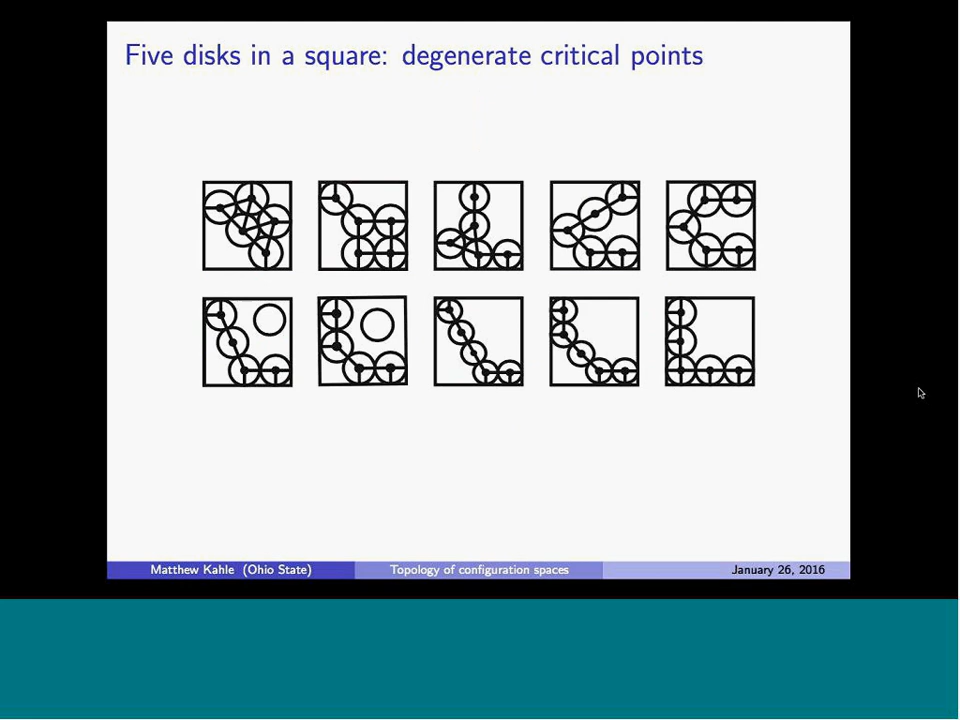 Five disks in a square: degenerate critical points
Matthew Kahle (Ohio State)
Topology of configuration spaces
January 26, 2016